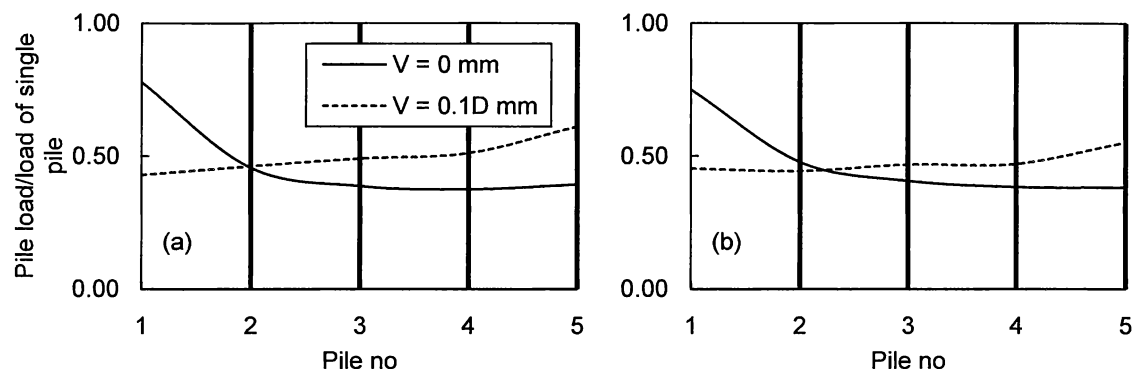 Pile load/load of single
pile
1.00
0.50
0.00
V = 0 mm
V = 0.1D mm
(a)
1 2 3 4 5
Pile no
1.00
0.50
0.00
(b)
1 2 3 4 5
Pile no